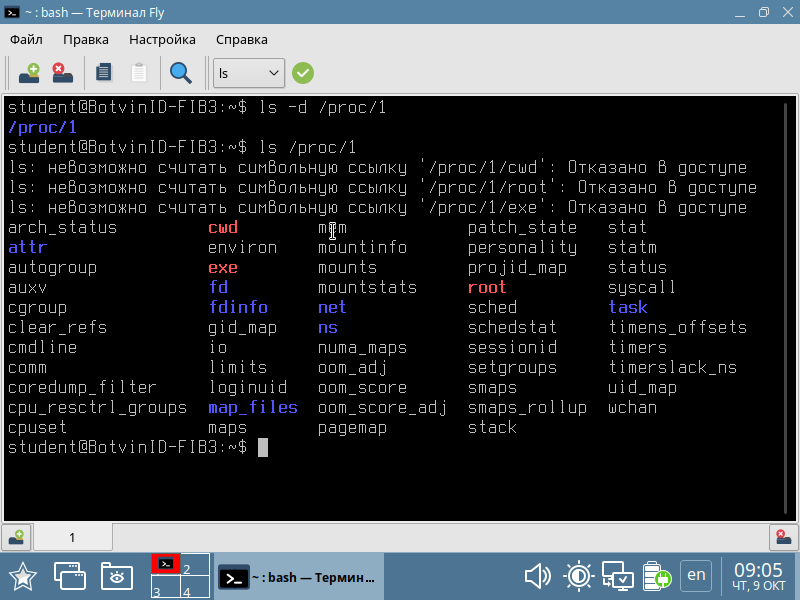 ~ : bash — Терминал Fly
Файл Правка Настройка Справка
ls
student@BotvinID-FIB3:~$ ls -d /proc/1
/proc/1
student@BotvinID-FIB3:~$ ls /proc/1
ls: невозможно считать символьную ссылку '/proc/1/cwd': Отказано в доступе
ls: невозможно считать символьную ссылку '/proc/1/root': Отказано в доступе
ls: невозможно считать символьную ссылку '/proc/1/exe': Отказано в доступе
arch_status cwd mem patch_state stat
attr environ mountinfo personality statm
autogroup exe mounts projid_map status
auxv fd mountstats root syscall
cgroup fdinfo net sched task
clear_refs gid_map ns schedstat timens_offsets
cmdline io numa_maps sessionid timers
comm limits oom_adj setgroups timerslack_ns
coredump_filter loginuid oom_score smaps uid_map
cpu_resctrl_groups map_files oom_score_adj smaps_rollup wchan
cpuset maps pagemap stack
student@BotvinID-FIB3:~$
1
2
3 4
~ : bash — Термин...
en
09:05
ЧТ, 9 ОКТ